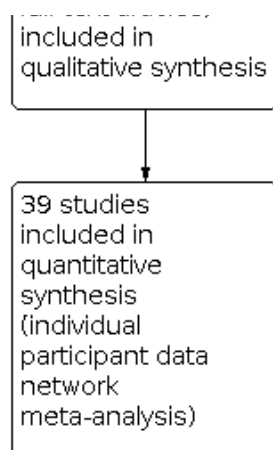 included in
qualitative synthesis
39 studies
included in
quantitative
synthesis
(individual
participant data
network
meta-analysis)